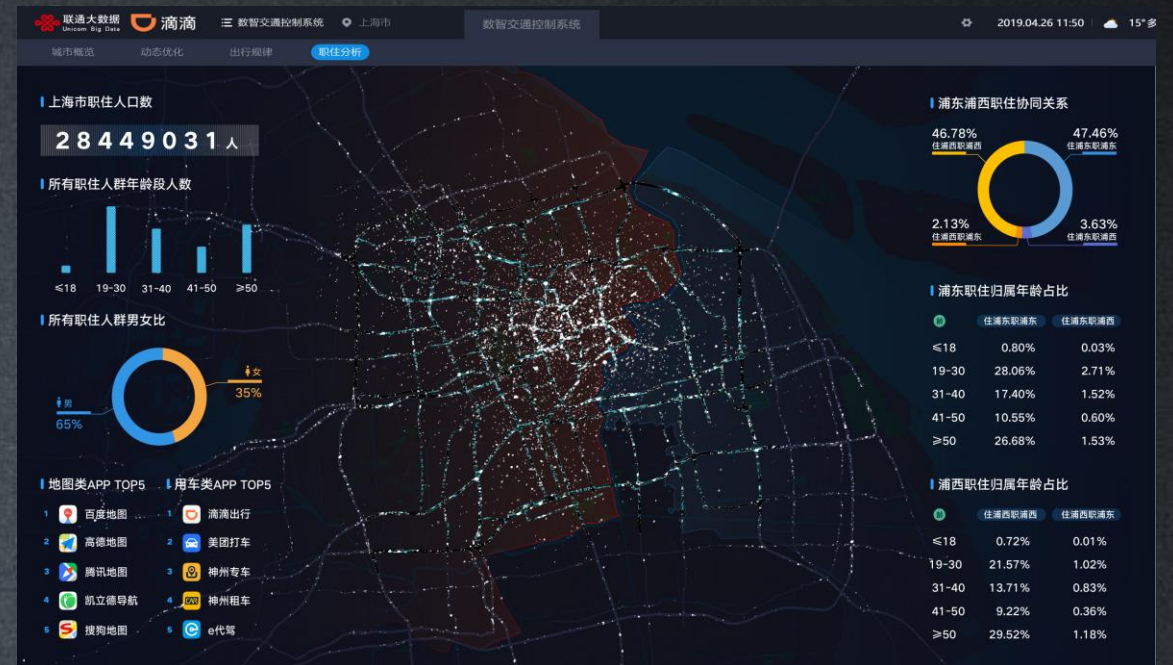 联通大数据 滴滴 数智交通控制系统 上海市 数智交通控制系统 2019.04.26 11:50 15°多
Unicom Big Data
城市概览 动态优化 出行规律 职住分析
上海市职住人口数
28449031人
所有职住人群年龄段人数
≤18 19-30 31-40 41-50 ≥50
所有职住人群男女比
女
35%
男
65%
地图类APP TOP5 用车类APP TOP5
1 百度地图 1 滴滴出行
2 高德地图 2 美团打车
3 腾讯地图 3 神州专车
4 凯立德导航 4 神州租车
5 搜狗地图 5 e代驾
浦东浦西职住协同关系
46.78% 47.46%
住浦西职浦西 住浦东职浦东
2.13% 3.63%
住浦西职浦东 住浦东职浦西
浦东职住归属年龄占比
住浦东职浦东 住浦东职浦西
≤18 0.80% 0.03%
19-30 28.06% 2.71%
31-40 17.40% 1.52%
41-50 10.55% 0.60%
≥50 26.68% 1.53%
浦西职住归属年龄占比
住浦西职浦西 住浦西职浦东
≤18 0.72% 0.01%
19-30 21.57% 1.02%
31-40 13.71% 0.83%
41-50 9.22% 0.36%
≥50 29.52% 1.18%